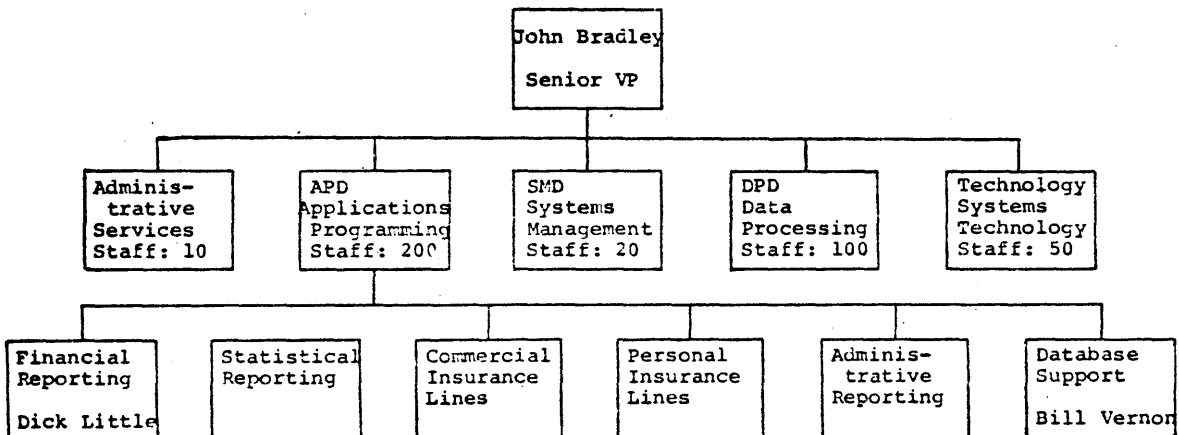 John Bradley
Senior VP
Adminis-
trative
Services
Staff: 10
APD
Applications
Programming
Staff: 200
SMD
Systems
Management
Staff: 20
DPD
Data
Processing
Staff: 100
Technology
Systems
Technology
Staff: 50
Financial
Reporting
Dick Little
Statistical
Reporting
Commercial
Insurance
Lines
Personal
Insurance
Lines
Adminis-
trative
Reporting
Database
Support
Bill Vernon